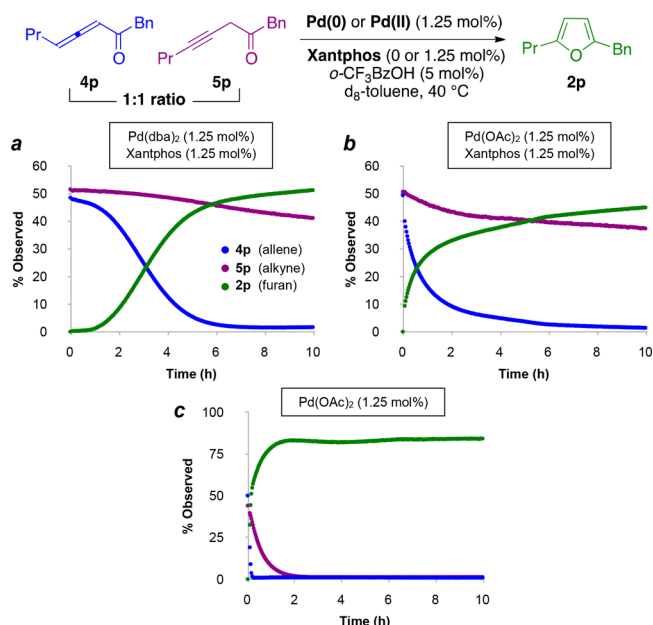 Pr
Bn
O
4p
Pr
Bn
O
5p
1:1 ratio
Pd(0) or Pd(II) (1.25 mol%)
Xantphos (0 or 1.25 mol%)
o-CF3BzOH (5 mol%)
d8-toluene, 40 °C
Pr
O
Bn
2p
a
Pd(dba)2 (1.25 mol%)
Xantphos (1.25 mol%)
% Observed
60
50
40
30
20
10
0
4p (allene)
5p (alkyne)
2p (furan)
0 2 4 6 8 10
Time (h)
b
Pd(OAc)2 (1.25 mol%)
Xantphos (1.25 mol%)
% Observed
60
50
40
30
20
10
0
0 2 4 6 8 10
Time (h)
c
Pd(OAc)2 (1.25 mol%)
% Observed
100
75
50
25
0
0 2 4 6 8 10
Time (h)